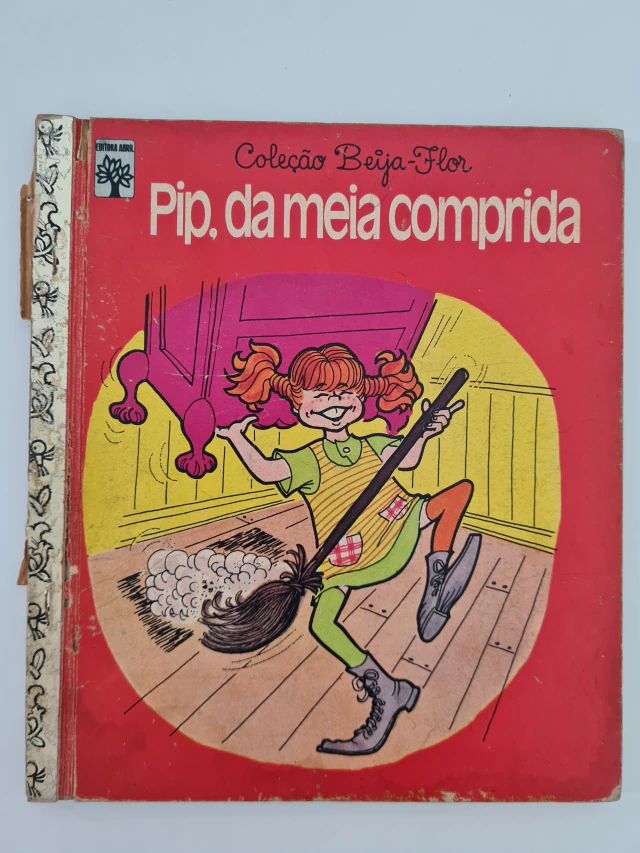 EDITORA ABRIL
Coleção Beija-Flor
Pip, da meia comprida